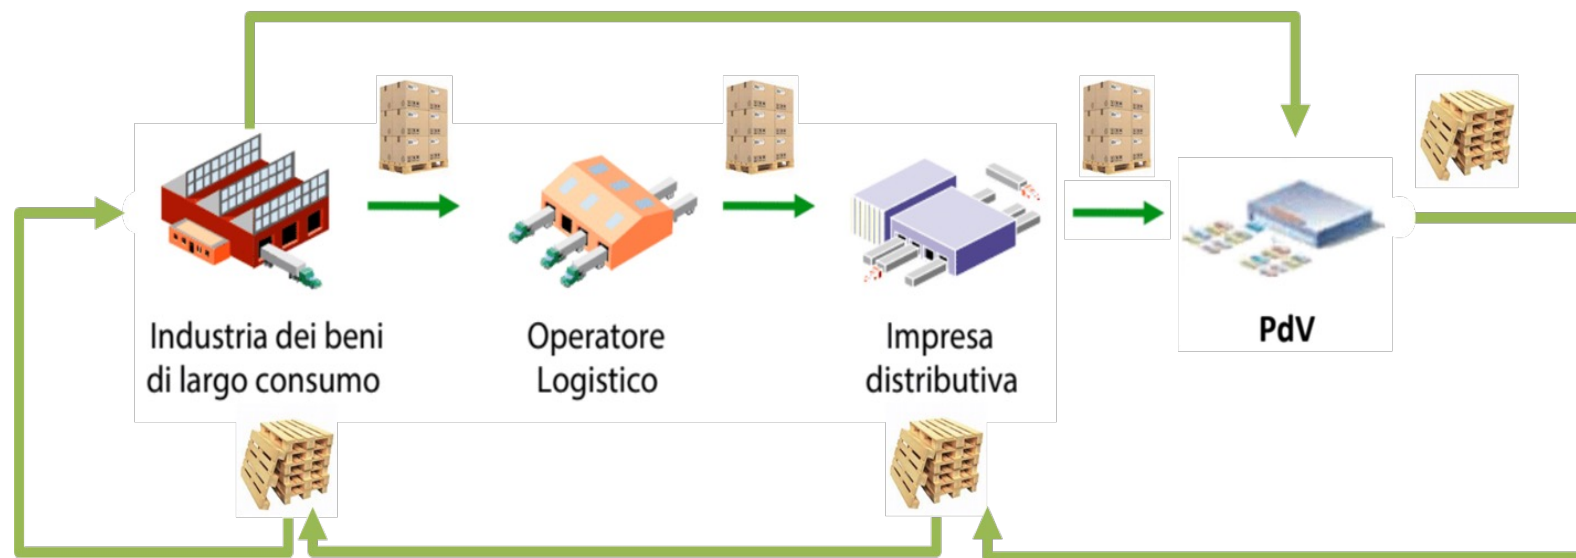 Industria dei beni
di largo consumo
Operatore
Logistico
Impresa
distributiva
PdV